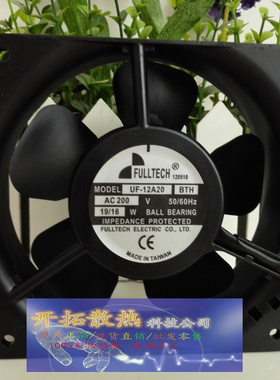 FULLTECH
120510
MODEL UF-12A20 BTH
AC 200 V 50/60Hz
19/16 W BALL BEARING
IMPEDANCE PROTECTED
FULLTECH ELECTRIC CO., LTD.
CE
MADE IN TAIWAN
开拓散热科技公司